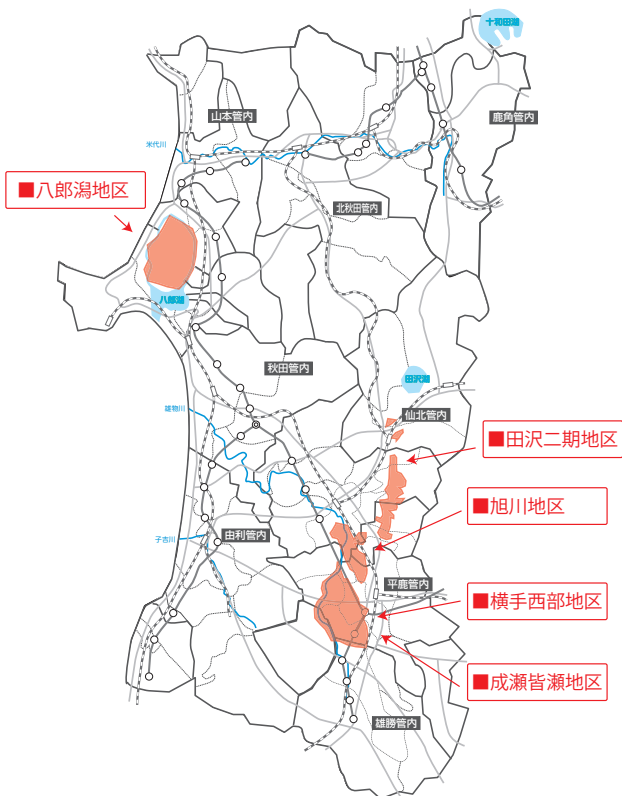 十和田湖
山本管内
鹿角管内
米代川
■八郎潟地区
北秋田管内
八郎湖
秋田管内
田沢湖
雄物川
仙北管内
■田沢二期地区
■旭川地区
由利管内
子吉川
平鹿管内
■横手西部地区
■成瀬皆瀬地区
雄勝管内